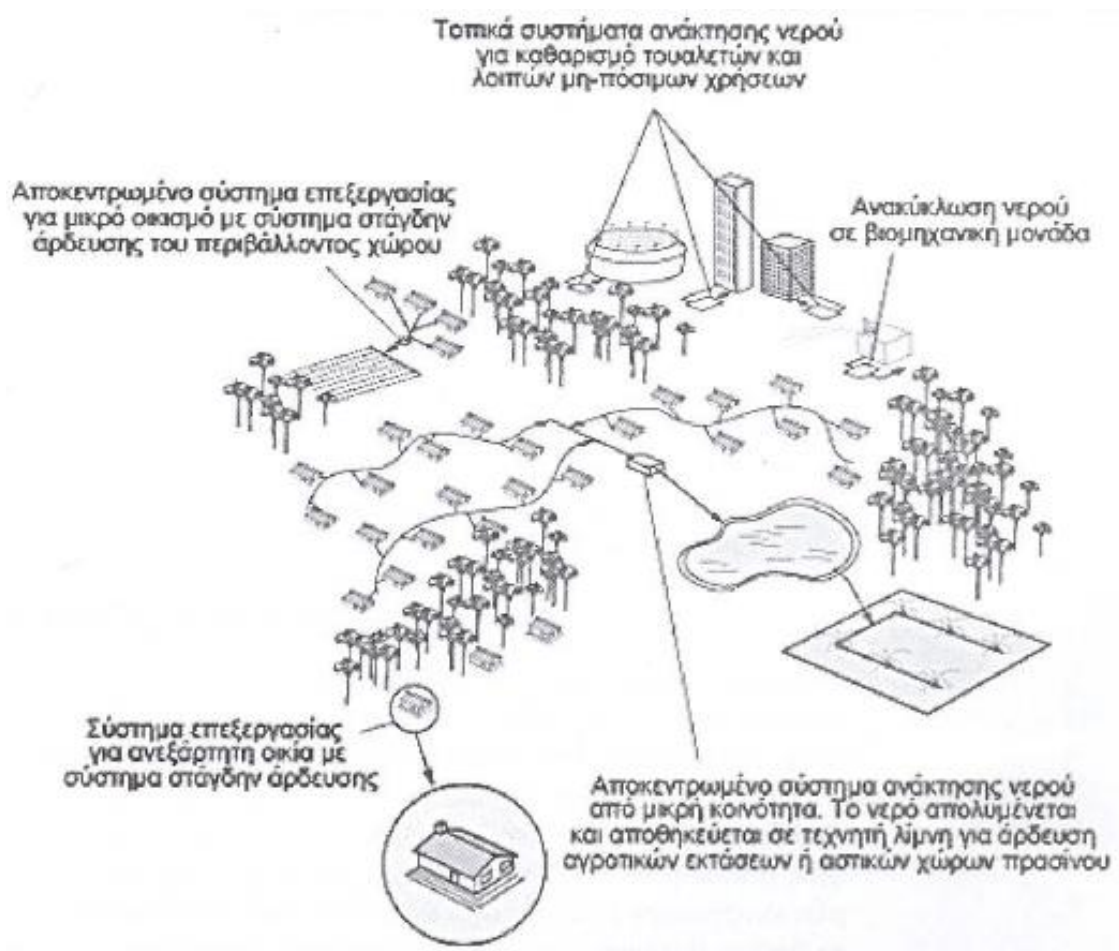 Τοπικά συστήματα ανάκτησης νερού
για καθαρισμό τουαλετών και
λοιπών μη-πόσιμων χρήσεων
Αποκεντρωμένο σύστημα επεξεργασίας
για μικρό οικισμό με σύστημα στάγδην
άρδευσης του περιβάλλοντος χώρου
Ανακύκλωση νερού
σε βιομηχανική μονάδα
Σύστημα επεξεργασίας
για ανεξάρτητη οικία με
σύστημα στάγδην άρδευσης
Αποκεντρωμένο σύστημα ανάκτησης νερού
από μικρή κοινότητα. Το νερό απολυμένεται
και αποθηκεύεται σε τεχνητή λίμνη για άρδευση
αγροτικών εκτάσεων ή αστικών χώρων πρασίνου